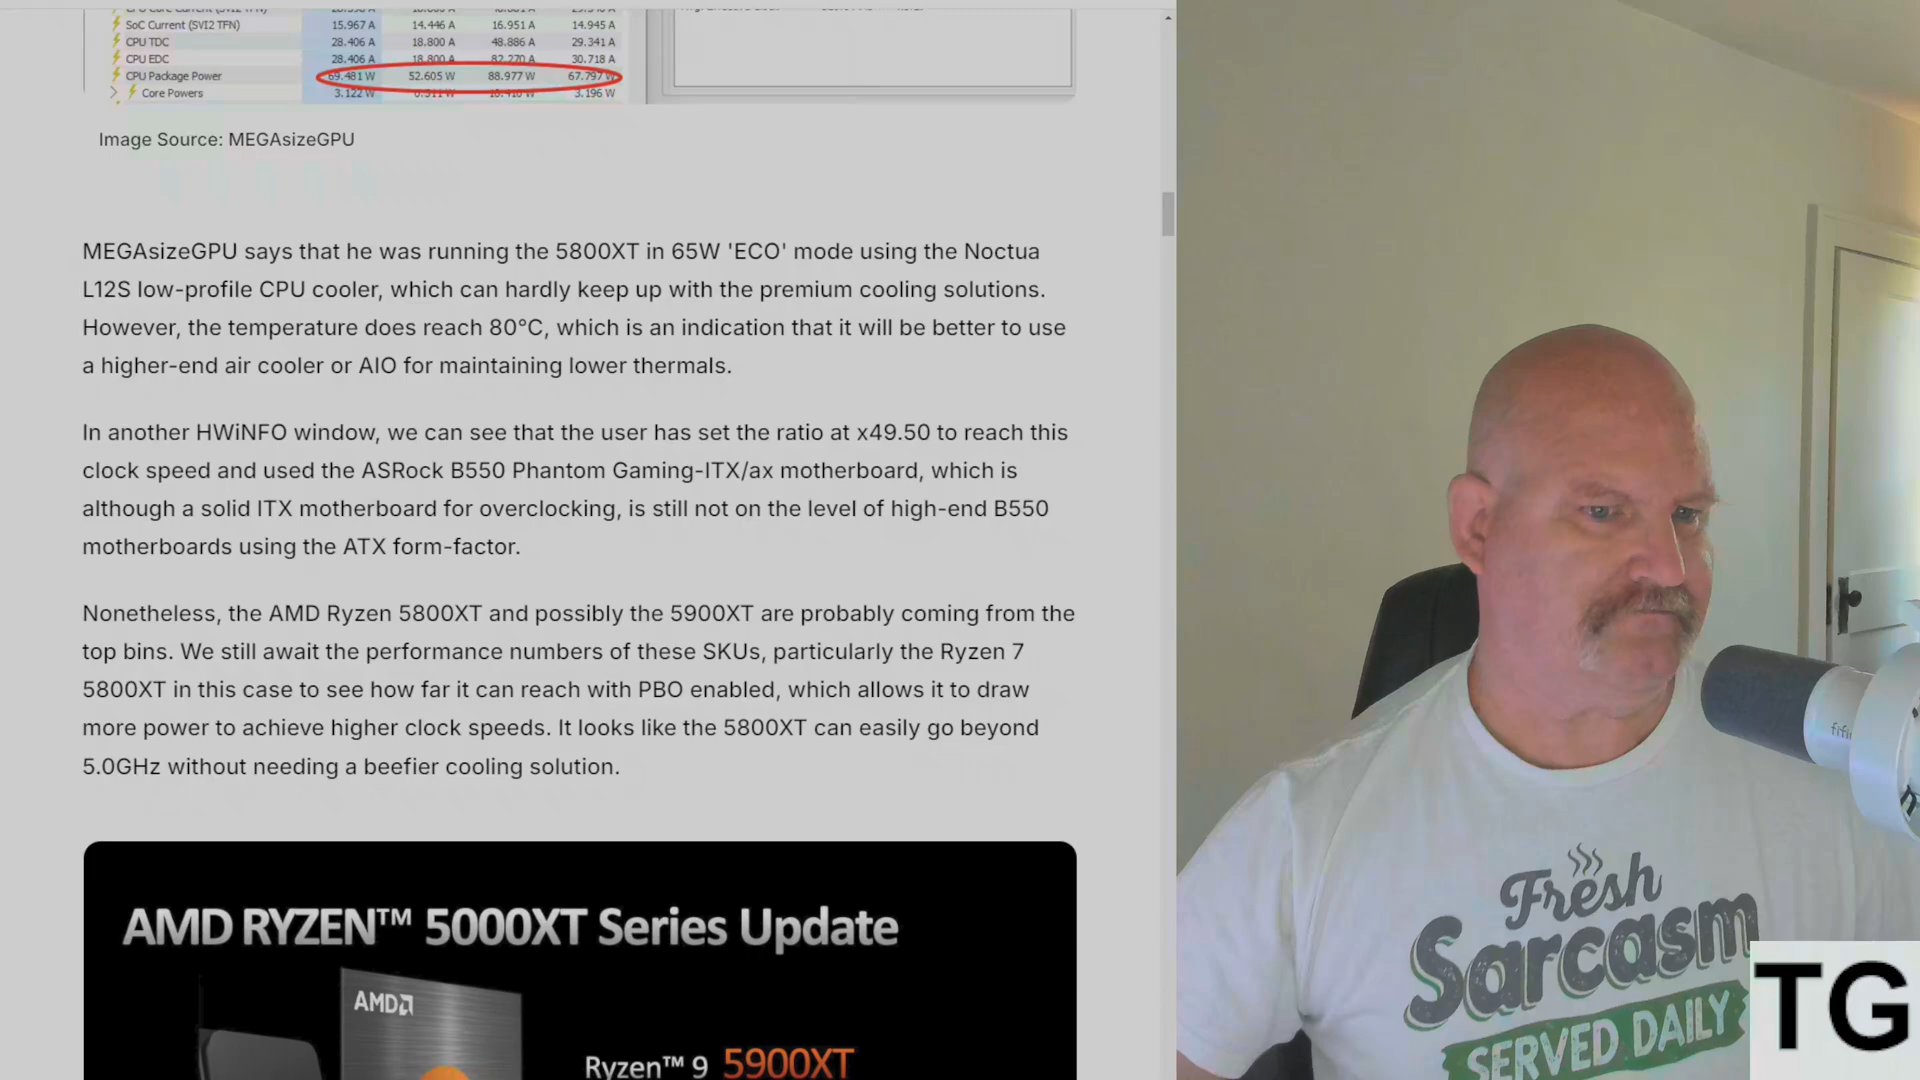 SoC Current (SVI2 TFN) 15.967 A 14.446 A 16.951 A 14.945 A
CPU TDC 28.406 A 18.800 A 48.886 A 29.341 A
CPU EDC 28.406 A 18.800 A 82.270 A 30.718 A
CPU Package Power 69.481 W 52.605 W 88.977 W 67.797 W
Core Powers 3.122 W 3.196 W
Image Source: MEGAsizeGPU
MEGAsizeGPU says that he was running the 5800XT in 65W 'ECO' mode using the Noctua
L12S low-profile CPU cooler, which can hardly keep up with the premium cooling solutions.
However, the temperature does reach 80°C, which is an indication that it will be better to use
a higher-end air cooler or AIO for maintaining lower thermals.
In another HWiNFO window, we can see that the user has set the ratio at x49.50 to reach this
clock speed and used the ASRock B550 Phantom Gaming-ITX/ax motherboard, which is
although a solid ITX motherboard for overclocking, is still not on the level of high-end B550
motherboards using the ATX form-factor.
Nonetheless, the AMD Ryzen 5800XT and possibly the 5900XT are probably coming from the
top bins. We still await the performance numbers of these SKUs, particularly the Ryzen 7
5800XT in this case to see how far it can reach with PBO enabled, which allows it to draw
more power to achieve higher clock speeds. It looks like the 5800XT can easily go beyond
5.0GHz without needing a beefier cooling solution.
AMD RYZEN™ 5000XT Series Update
AMD
Ryzen™ 9 5900XT
Fresh
Sarcasm
SERVED DAILY
TG